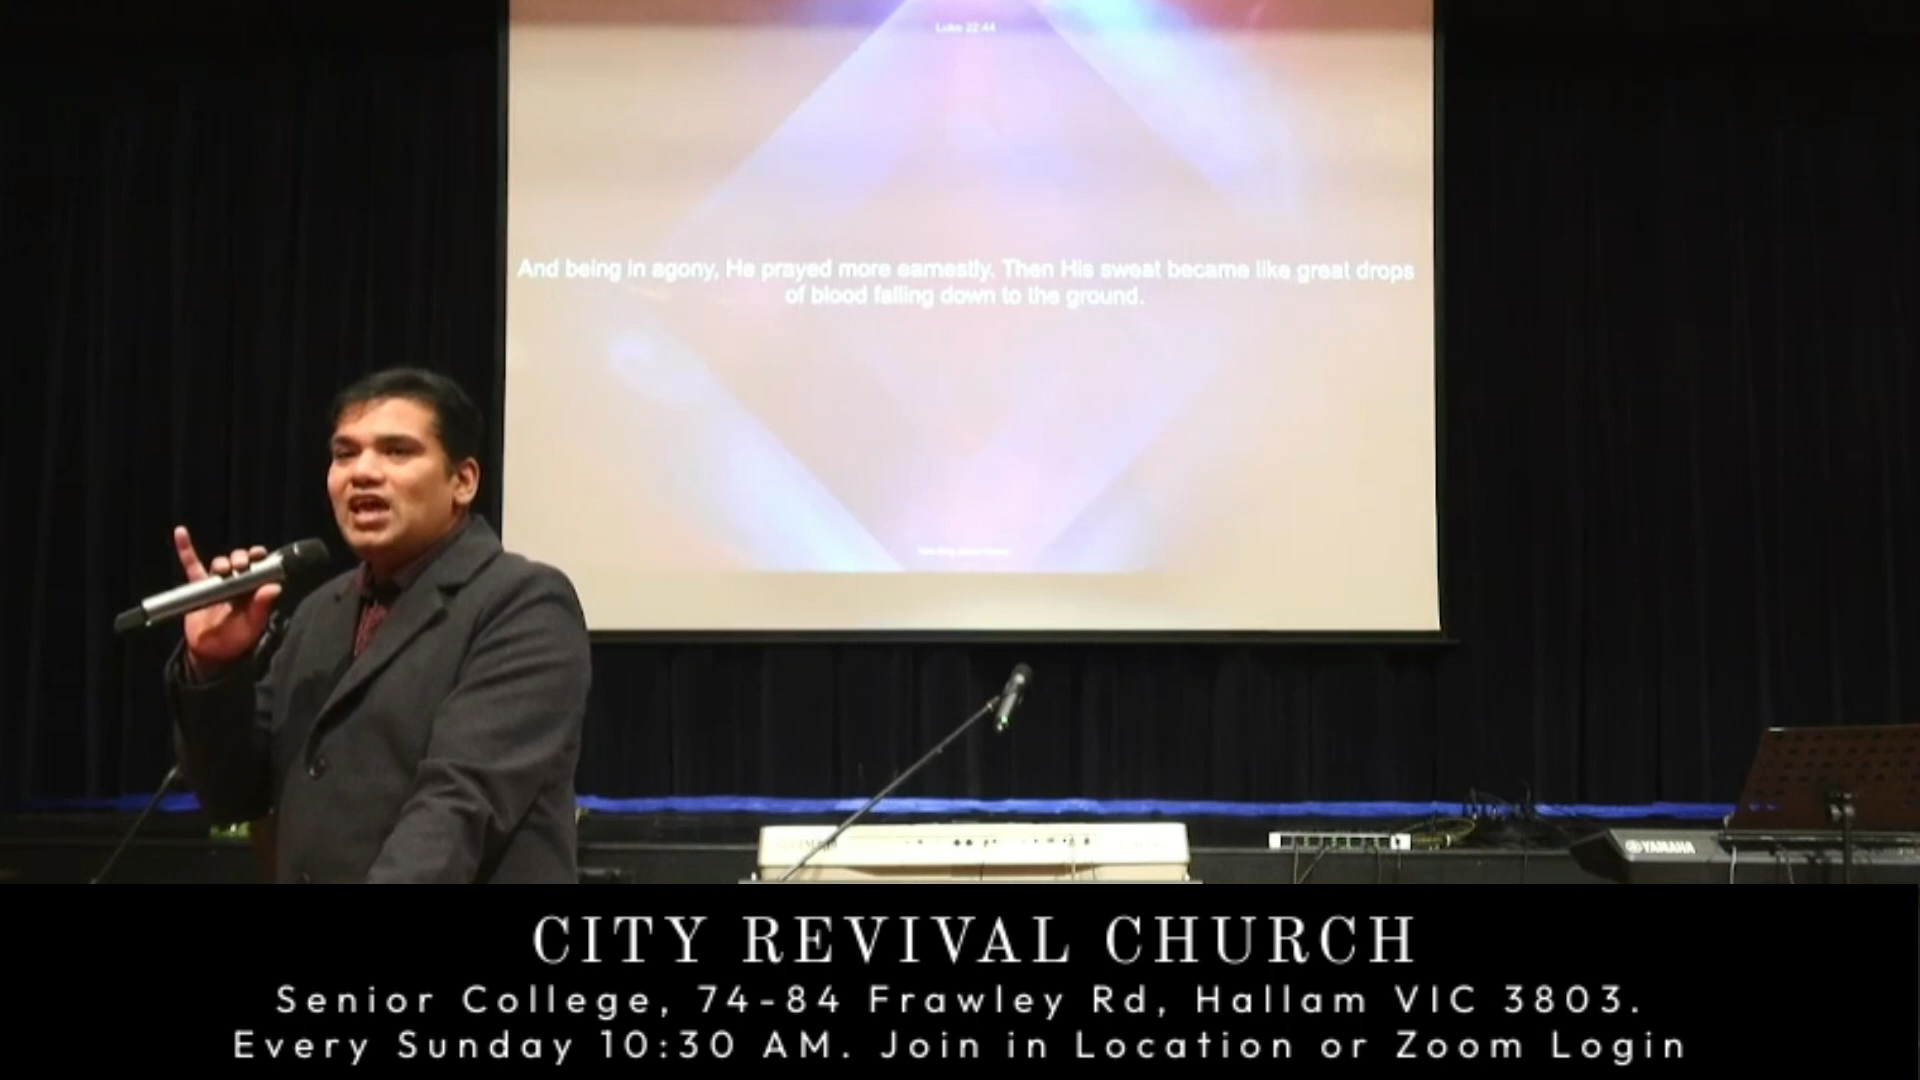 Luke 22:44
And being in agony, He prayed more earnestly. Then His sweat became like great drops
of blood falling down to the ground.
YAMAHA
CITY REVIVAL CHURCH
Senior College, 74-84 Frawley Rd, Hallam VIC 3803.
Every Sunday 10:30 AM. Join in Location or Zoom Login